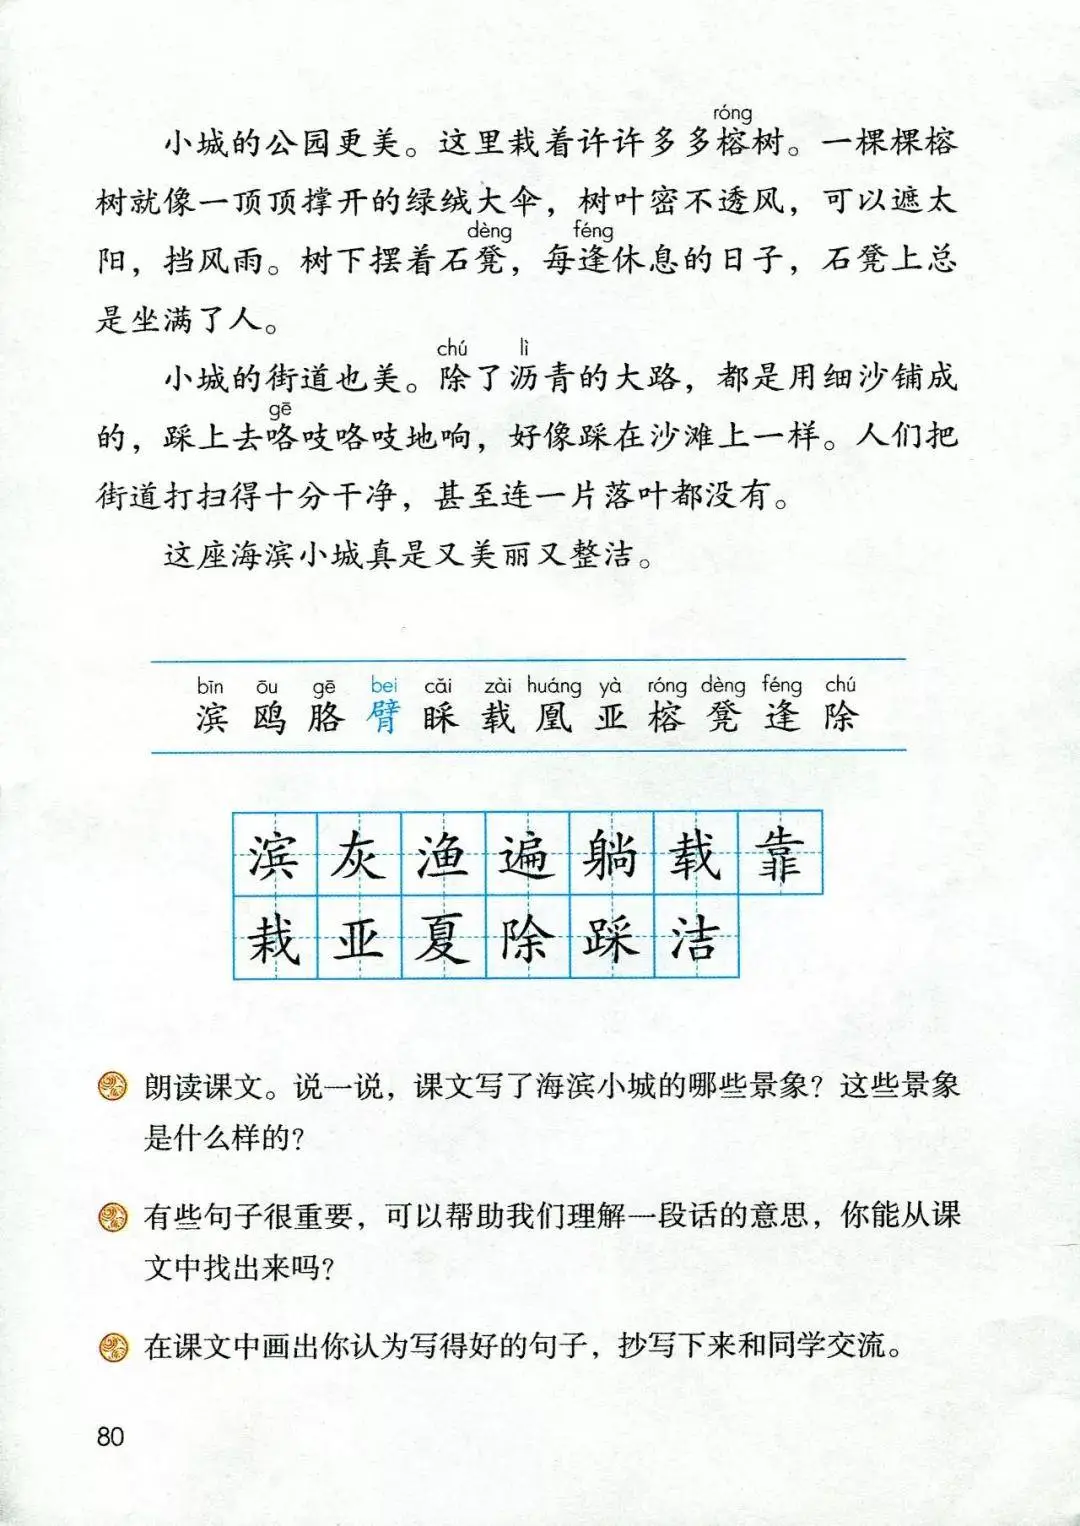 róng
小城的公园更美。这里栽着许许多多榕树。一棵棵榕
树就像一顶顶撑开的绿绒大伞，树叶密不透风，可以遮太
dèng féng
阳，挡风雨。树下摆着石凳，每逢休息的日子，石凳上总
是坐满了人。
chú lì
小城的街道也美。除了沥青的大路，都是用细沙铺成
gē
的，踩上去咯吱咯吱地响，好像踩在沙滩上一样。人们把
街道打扫得十分干净，甚至连一片落叶都没有。
这座海滨小城真是又美丽又整洁。
bīn ōu gē bei cǎi zài huáng yà róng dèng féng chú
滨 鸥 胳 臂 睬 载 凰 亚 榕 凳 逢 除
滨 灰 渔 遍 躺 载 靠
栽 亚 夏 除 踩 洁
朗读课文。说一说，课文写了海滨小城的哪些景象？这些景象
是什么样的？
有些句子很重要，可以帮助我们理解一段话的意思，你能从课
文中找出来吗？
在课文中画出你认为写得好的句子，抄写下来和同学交流。
80